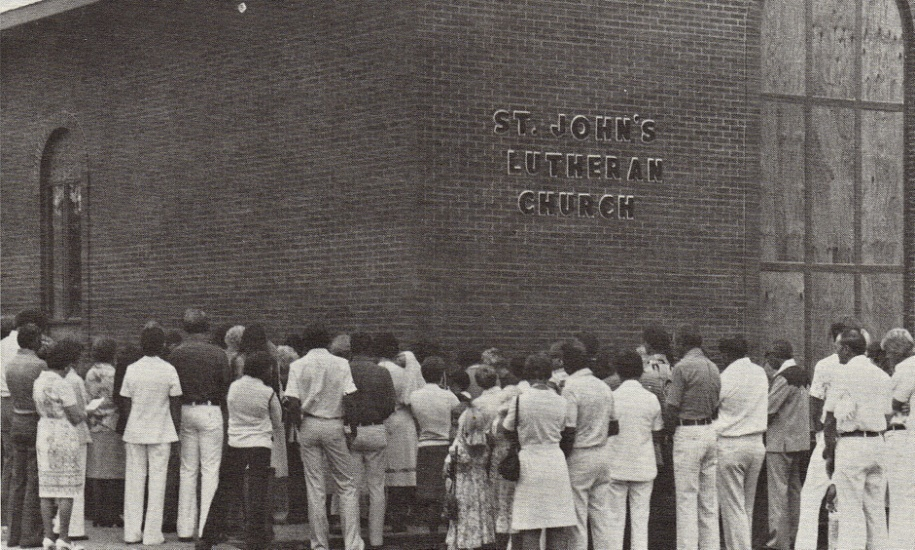 ST. JOHN'S
LUTHERAN
CHURCH